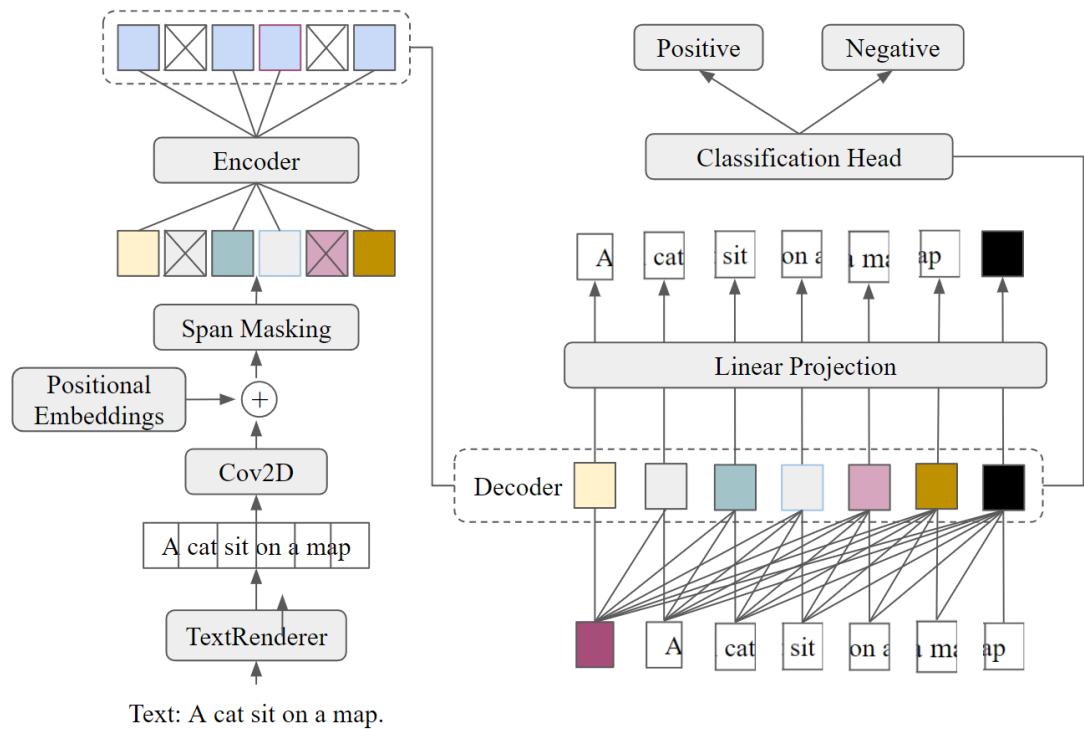 Positive
Negative
Encoder
Classification Head
A
cat
sit
on a
a ma
ap
Span Masking
Linear Projection
Positional
Embeddings
+
Cov2D
Decoder
A cat sit on a map
TextRenderer
A
cat
sit
on a
a ma
ap
Text: A cat sit on a map.